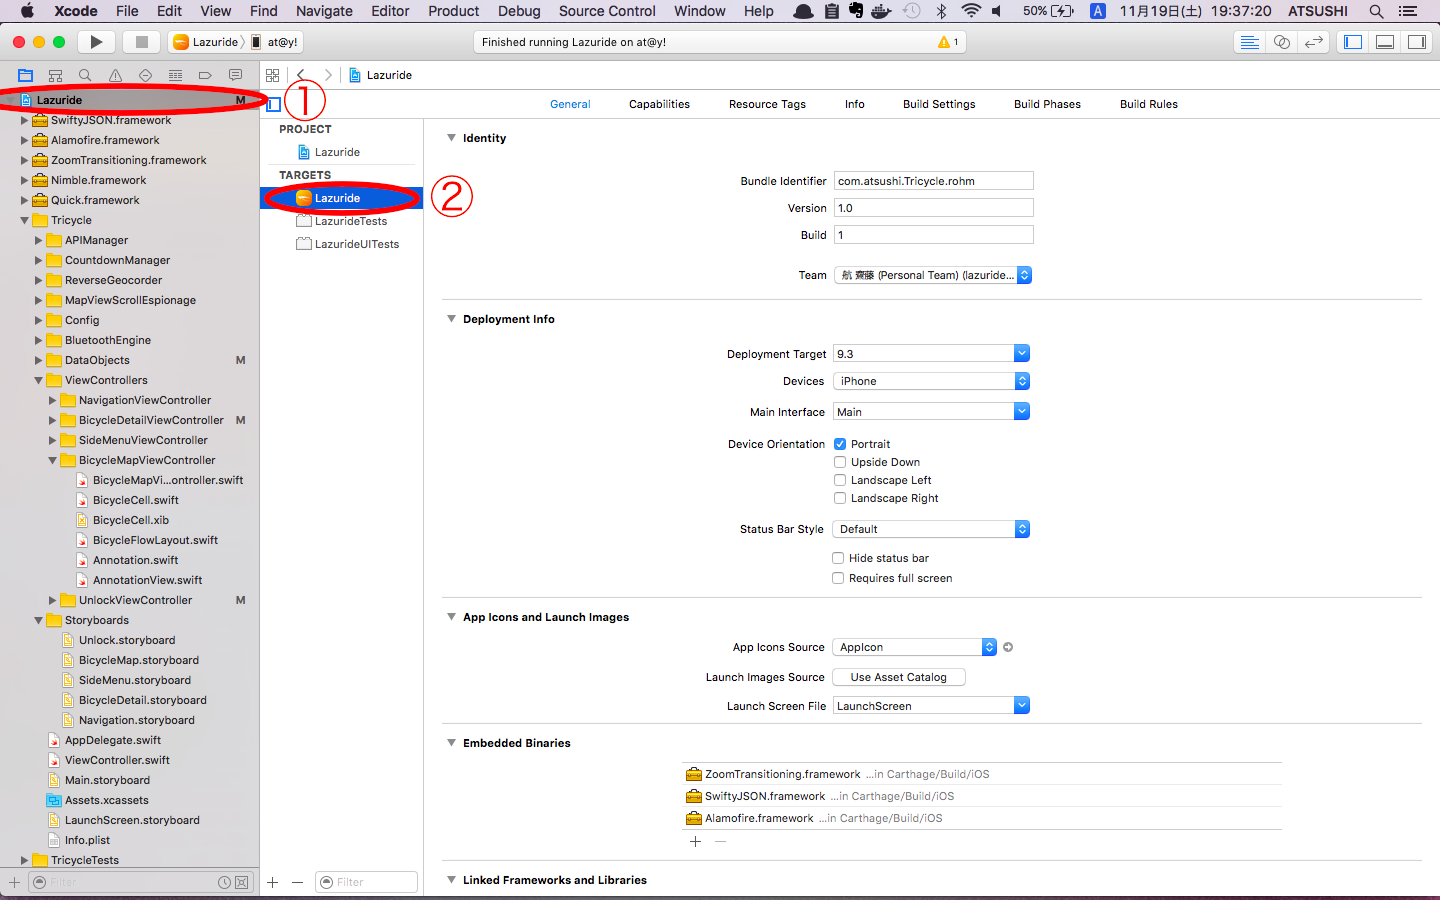 Xcode File Edit View Find Navigate Editor Product Debug Source Control Window Help 50% A 11月19日(土) 19:37:20 ATSUSHI
Lazuride at@y! Finished running Lazuride on at@y! 1
Lazuride
Lazuride M
①
General Capabilities Resource Tags Info Build Settings Build Phases Build Rules
SwiftyJSON.framework
Alamofire.framework
ZoomTransitioning.framework
Nimble.framework
Quick.framework
Tricycle
APIManager
CountdownManager
ReverseGeocorder
MapViewScrollEspionage
Config
BluetoothEngine
DataObjects M
ViewControllers
NavigationViewController
BicycleDetailViewController M
SideMenuViewController
BicycleMapViewController
BicycleMapVi...ontroller.swift
BicycleCell.swift
BicycleCell.xib
BicycleFlowLayout.swift
Annotation.swift
AnnotationView.swift
UnlockViewController M
Storyboards
Unlock.storyboard
BicycleMap.storyboard
SideMenu.storyboard
BicycleDetail.storyboard
Navigation.storyboard
AppDelegate.swift
ViewController.swift
Main.storyboard
Assets.xcassets
LaunchScreen.storyboard
Info.plist
TricycleTests
Filter
PROJECT
Lazuride
TARGETS
Lazuride
②
LazurideTests
LazurideUITests
Filter
Identity
Bundle Identifier com.atsushi.Tricycle.rohm
Version 1.0
Build 1
Team 航 齋藤 (Personal Team) (lazuride...
Deployment Info
Deployment Target 9.3
Devices iPhone
Main Interface Main
Device Orientation Portrait
Upside Down
Landscape Left
Landscape Right
Status Bar Style Default
Hide status bar
Requires full screen
App Icons and Launch Images
App Icons Source AppIcon
Launch Images Source Use Asset Catalog
Launch Screen File LaunchScreen
Embedded Binaries
ZoomTransitioning.framework ...in Carthage/Build/iOS
SwiftyJSON.framework ...in Carthage/Build/iOS
Alamofire.framework ...in Carthage/Build/iOS
Linked Frameworks and Libraries